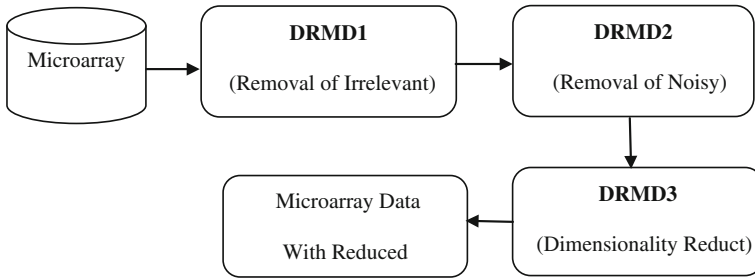 Microarray
DRMD1
(Removal of Irrelevant)
DRMD2
(Removal of Noisy)
DRMD3
(Dimensionality Reduct)
Microarray Data
With Reduced